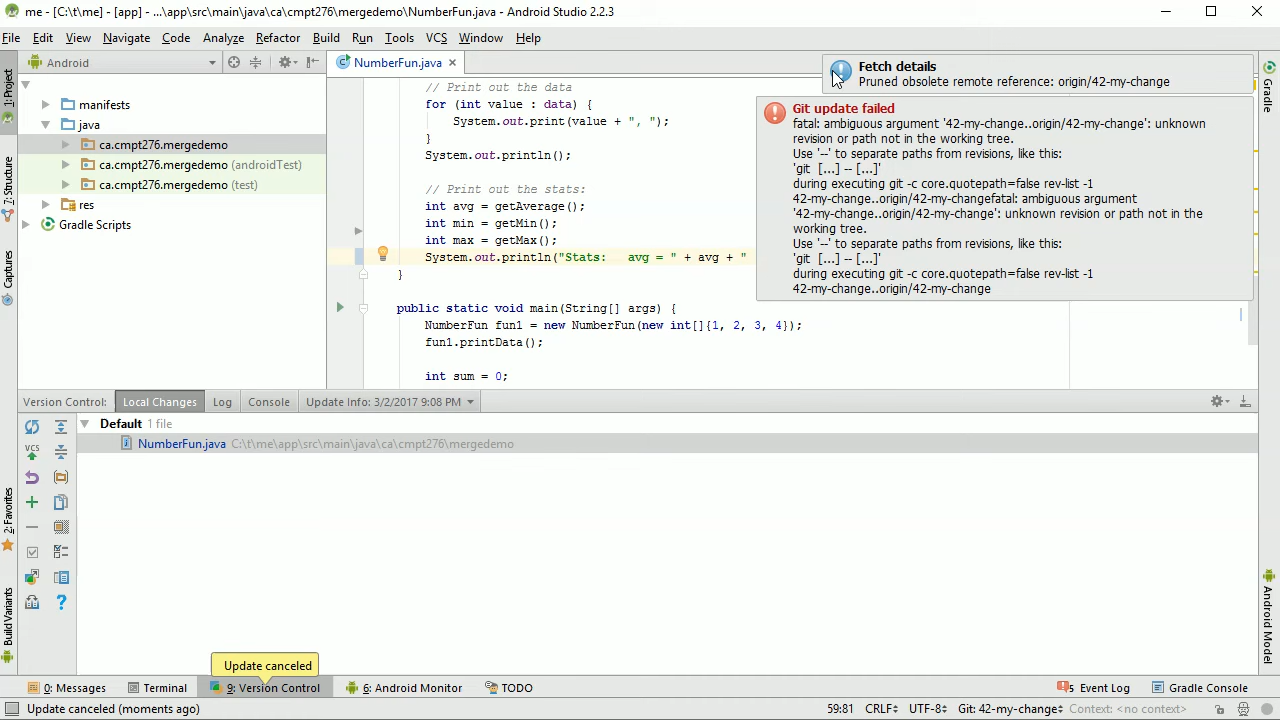 me - [C:\t\me] - [app] - ...\app\src\main\java\ca\cmpt276\mergedemo\NumberFun.java - Android Studio 2.2.3
File Edit View Navigate Code Analyze Refactor Build Run Tools VCS Window Help
Android
NumberFun.java
1: Project
7: Structure
Captures
2: Favorites
Build Variants
manifests
java
ca.cmpt276.mergedemo
ca.cmpt276.mergedemo (androidTest)
ca.cmpt276.mergedemo (test)
res
Gradle Scripts
// Print out the data
for (int value : data) {
System.out.print(value + ", ");
}
System.out.println();
// Print out the stats:
int avg = getAverage();
int min = getMin();
int max = getMax();
System.out.println("Stats:   avg = " + avg + "
}
public static void main(String[] args) {
NumberFun fun1 = new NumberFun(new int[]{1, 2, 3, 4});
fun1.printData();
int sum = 0;
Fetch details
Pruned obsolete remote reference: origin/42-my-change
Git update failed
fatal: ambiguous argument '42-my-change..origin/42-my-change': unknown
revision or path not in the working tree.
Use '--' to separate paths from revisions, like this:
'git [...] -- [...]'
during executing git -c core.quotepath=false rev-list -1
42-my-change..origin/42-my-changefatal: ambiguous argument
'42-my-change..origin/42-my-change': unknown revision or path not in the
working tree.
Use '--' to separate paths from revisions, like this:
'git [...] -- [...]'
during executing git -c core.quotepath=false rev-list -1
42-my-change..origin/42-my-change
Gradle
Android Model
Version Control: Local Changes Log Console Update Info: 3/2/2017 9:08 PM
Default 1 file
NumberFun.java C:\t\me\app\src\main\java\ca\cmpt276\mergedemo
VCS
Update canceled
0: Messages Terminal 9: Version Control 6: Android Monitor TODO 5 Event Log Gradle Console
Update canceled (moments ago) 59:81 CRLF UTF-8 Git: 42-my-change Context: <no context>